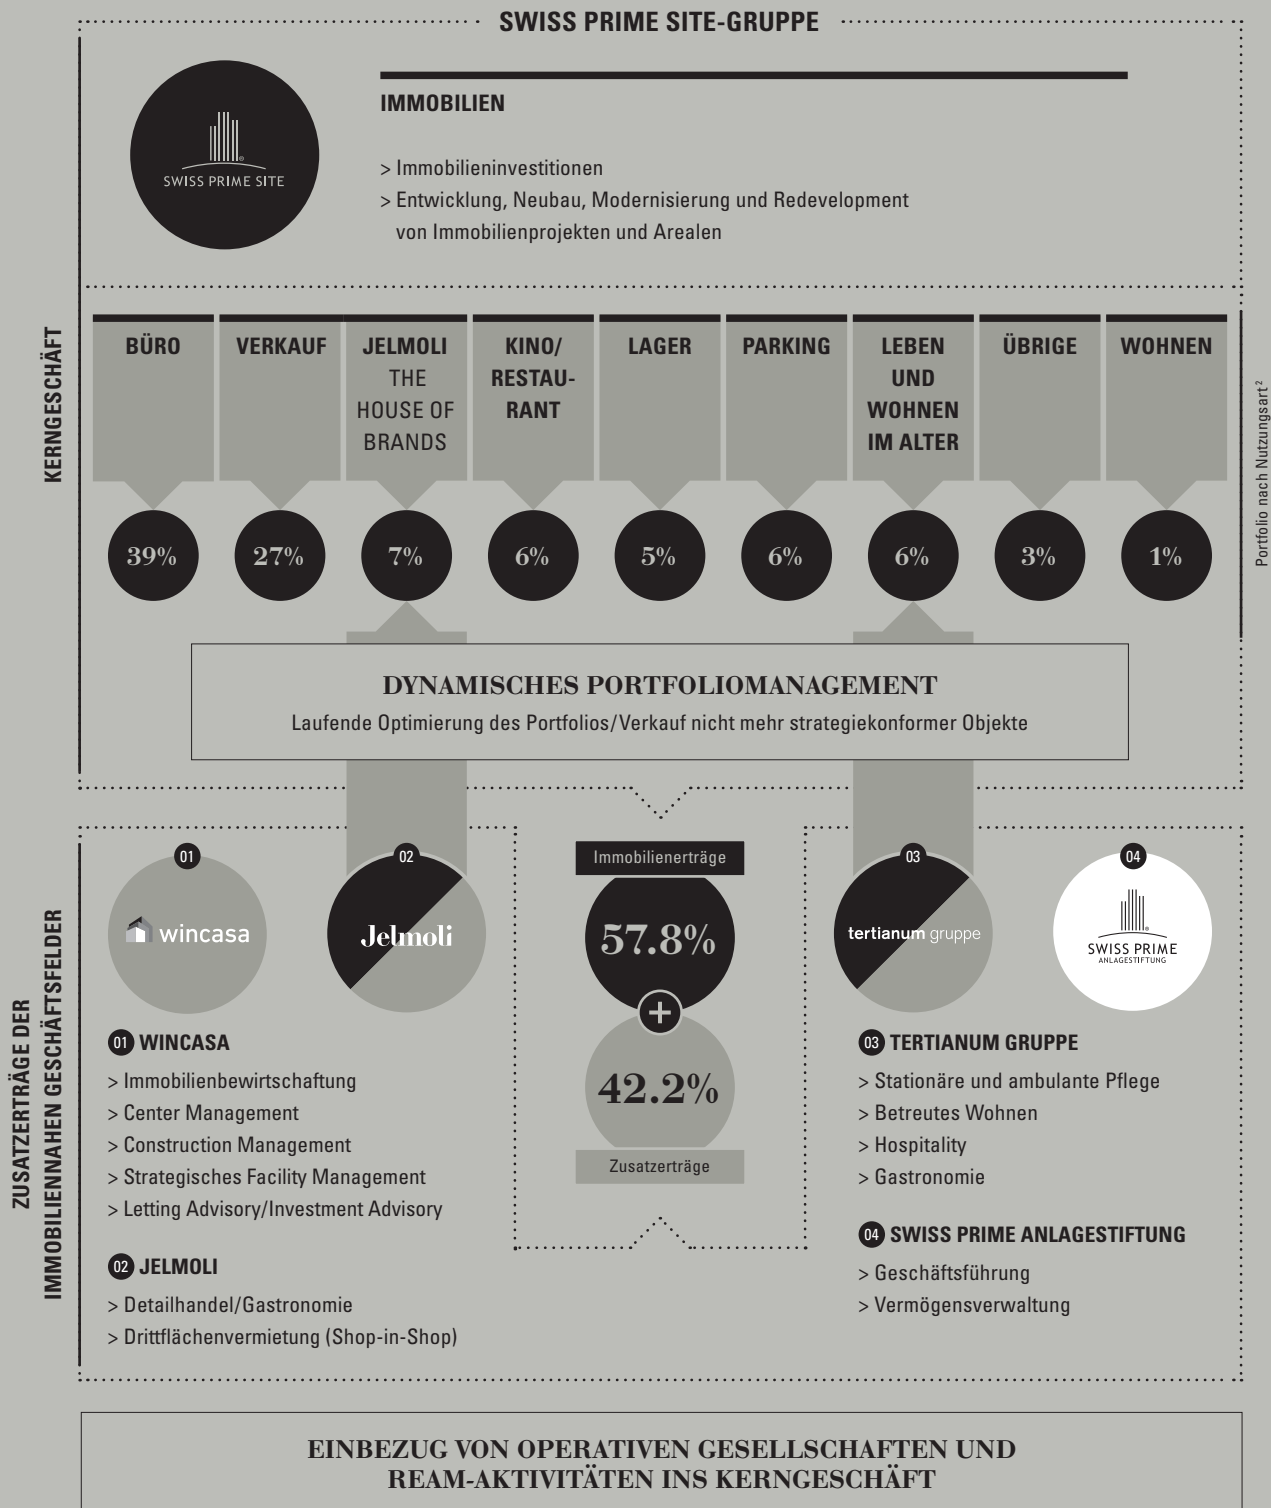 SWISS PRIME SITE-GRUPPE
SWISS PRIME SITE
IMMOBILIEN
> Immobilieninvestitionen
> Entwicklung, Neubau, Modernisierung und Redevelopment
von Immobilienprojekten und Arealen
KERNGESCHÄFT
BÜRO
VERKAUF
JELMOLI
THE
HOUSE OF
BRANDS
KINO/
RESTAU-
RANT
LAGER
PARKING
LEBEN
UND
WOHNEN
IM ALTER
ÜBRIGE
WOHNEN
39%
27%
7%
6%
5%
6%
6%
3%
1%
Portfolio nach Nutzungsart²
DYNAMISCHES PORTFOLIOMANAGEMENT
Laufende Optimierung des Portfolios/Verkauf nicht mehr strategiekonformer Objekte
ZUSATZERTRÄGE DER
IMMOBILIENNAHEN GESCHÄFTSFELDER
01
wincasa
02
Jelmoli
Immobilienerträge
57.8%
+
42.2%
Zusatzerträge
03
tertianum gruppe
04
SWISS PRIME
ANLAGESTIFTUNG
01 WINCASA
> Immobilienbewirtschaftung
> Center Management
> Construction Management
> Strategisches Facility Management
> Letting Advisory/Investment Advisory
02 JELMOLI
> Detailhandel/Gastronomie
> Drittflächenvermietung (Shop-in-Shop)
03 TERTIANUM GRUPPE
> Stationäre und ambulante Pflege
> Betreutes Wohnen
> Hospitality
> Gastronomie
04 SWISS PRIME ANLAGESTIFTUNG
> Geschäftsführung
> Vermögensverwaltung
EINBEZUG VON OPERATIVEN GESELLSCHAFTEN UND
REAM-AKTIVITÄTEN INS KERNGESCHÄFT